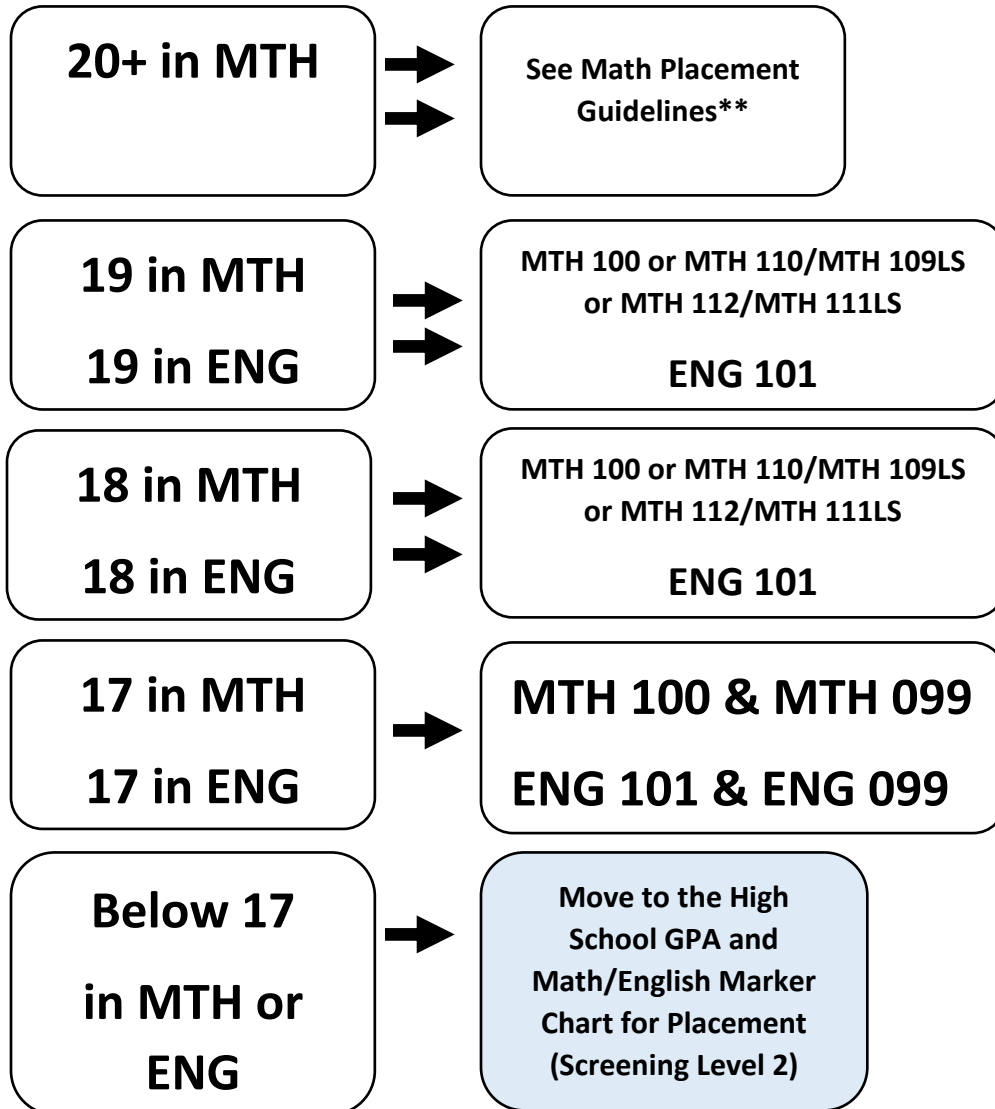 20+ in MTH
See Math Placement
Guidelines**
19 in MTH
19 in ENG
MTH 100 or MTH 110/MTH 109LS
or MTH 112/MTH 111LS
ENG 101
18 in MTH
18 in ENG
MTH 100 or MTH 110/MTH 109LS
or MTH 112/MTH 111LS
ENG 101
17 in MTH
17 in ENG
MTH 100 & MTH 099
ENG 101 & ENG 099
Below 17
in MTH or
ENG
Move to the High
School GPA and
Math/English Marker
Chart for Placement
(Screening Level 2)